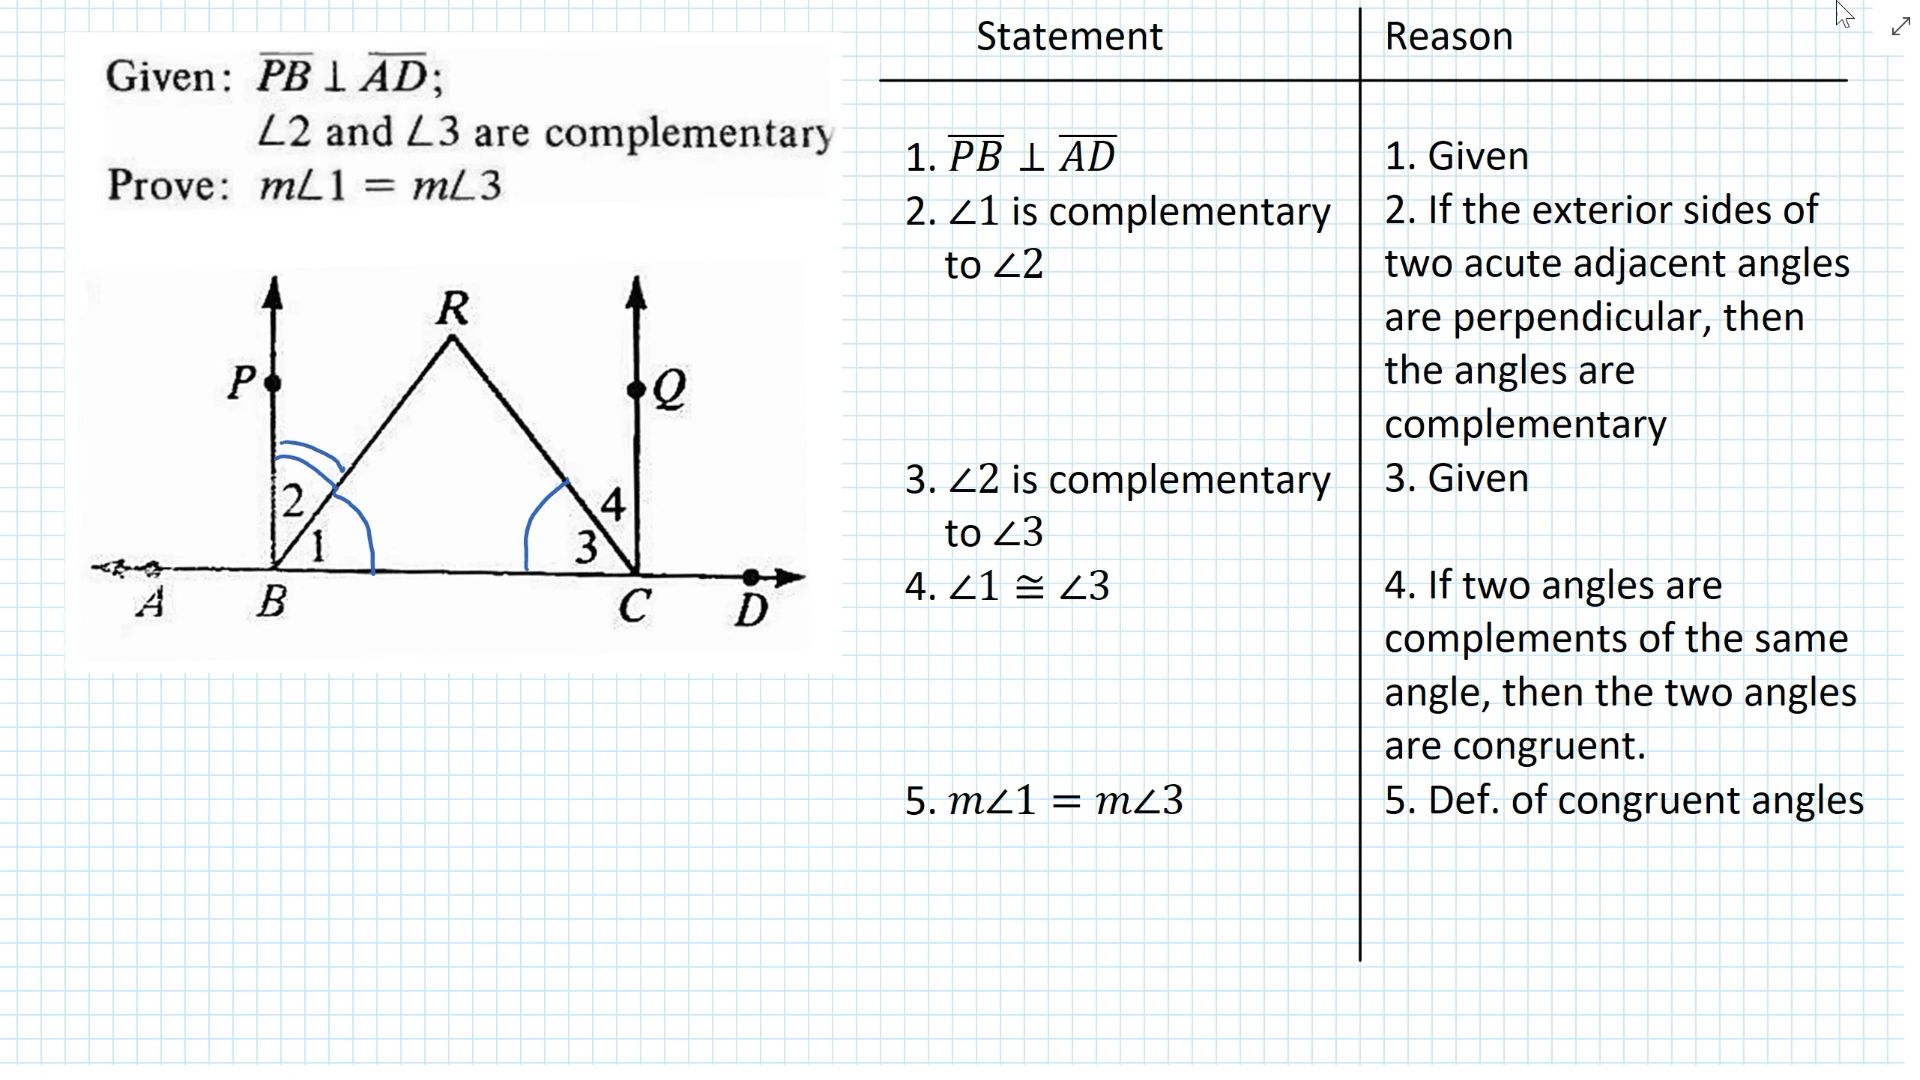 Given: PB ⊥ AD;
∠2 and ∠3 are complementary
Prove: m∠1 = m∠3
R
P
Q
2
4
1
3
A
B
C
D
Statement
Reason
1. PB ⊥ AD
1. Given
2. ∠1 is complementary
to ∠2
2. If the exterior sides of
two acute adjacent angles
are perpendicular, then
the angles are
complementary
3. ∠2 is complementary
to ∠3
3. Given
4. ∠1 ≅ ∠3
4. If two angles are
complements of the same
angle, then the two angles
are congruent.
5. m∠1 = m∠3
5. Def. of congruent angles